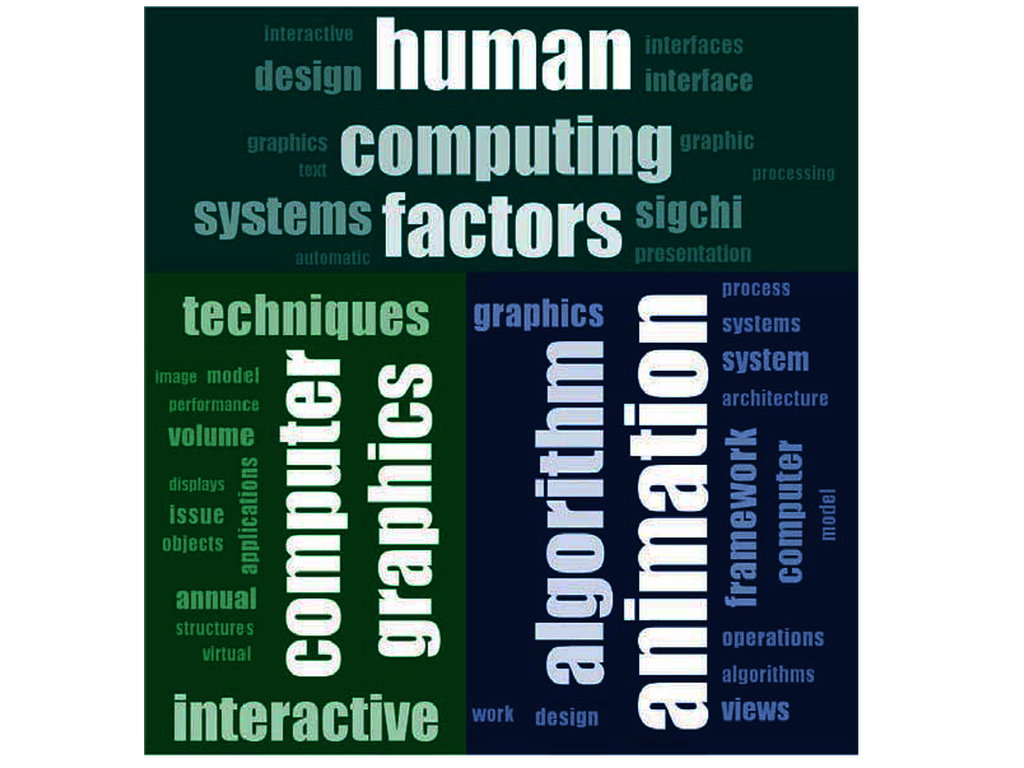 interactive human interfaces
design interface
graphics computing graphic
text processing
systems factors sigchi
automatic presentation
techniques
image model
performance
volume
displays
issue
objects
applications
annual
structures
virtual
computer
graphics
interactive
graphics
algorithm
animation
process
systems
system
architecture
framework
computer
model
operations
algorithms
views
work design